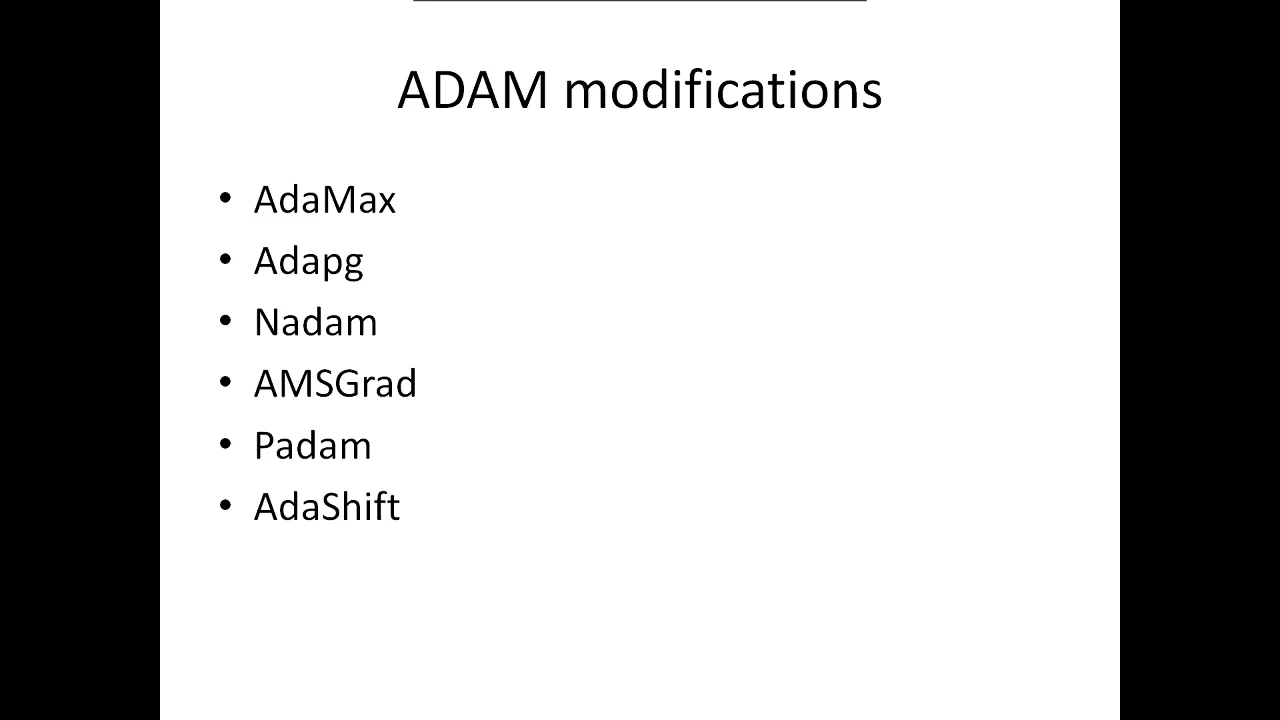 ADAM modifications
• AdaMax
• Adapg
• Nadam
• AMSGrad
• Padam
• AdaShift